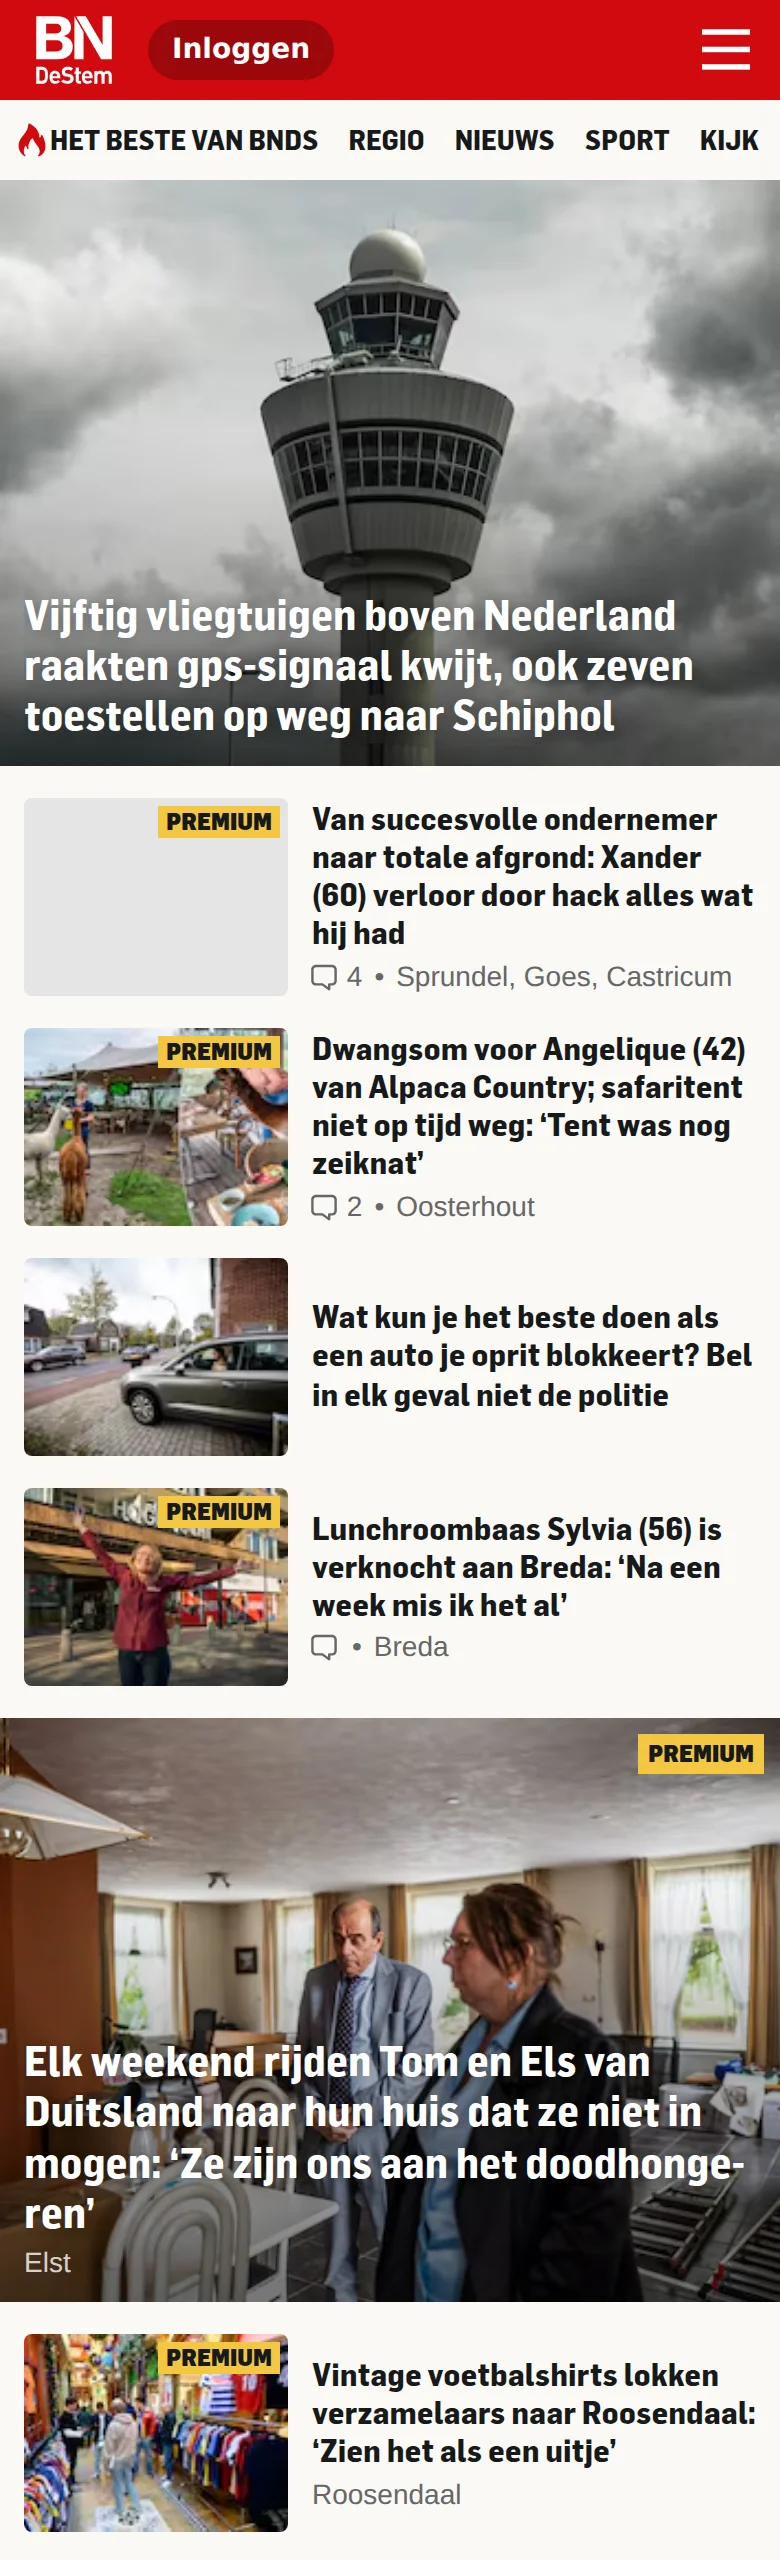 BN
DeStem
Inloggen
HET BESTE VAN BNDS REGIO NIEUWS SPORT KIJK
Vijftig vliegtuigen boven Nederland
raakten gps-signaal kwijt, ook zeven
toestellen op weg naar Schiphol
PREMIUM
Van succesvolle ondernemer
naar totale afgrond: Xander
(60) verloor door hack alles wat
hij had
4 • Sprundel, Goes, Castricum
PREMIUM
Dwangsom voor Angelique (42)
van Alpaca Country; safaritent
niet op tijd weg: ‘Tent was nog
zeiknat’
2 • Oosterhout
Wat kun je het beste doen als
een auto je oprit blokkeert? Bel
in elk geval niet de politie
PREMIUM
Lunchroombaas Sylvia (56) is
verknocht aan Breda: ‘Na een
week mis ik het al’
• Breda
PREMIUM
Elk weekend rijden Tom en Els van
Duitsland naar hun huis dat ze niet in
mogen: ‘Ze zijn ons aan het doodhonge-
ren’
Elst
PREMIUM
Vintage voetbalshirts lokken
verzamelaars naar Roosendaal:
‘Zien het als een uitje’
Roosendaal